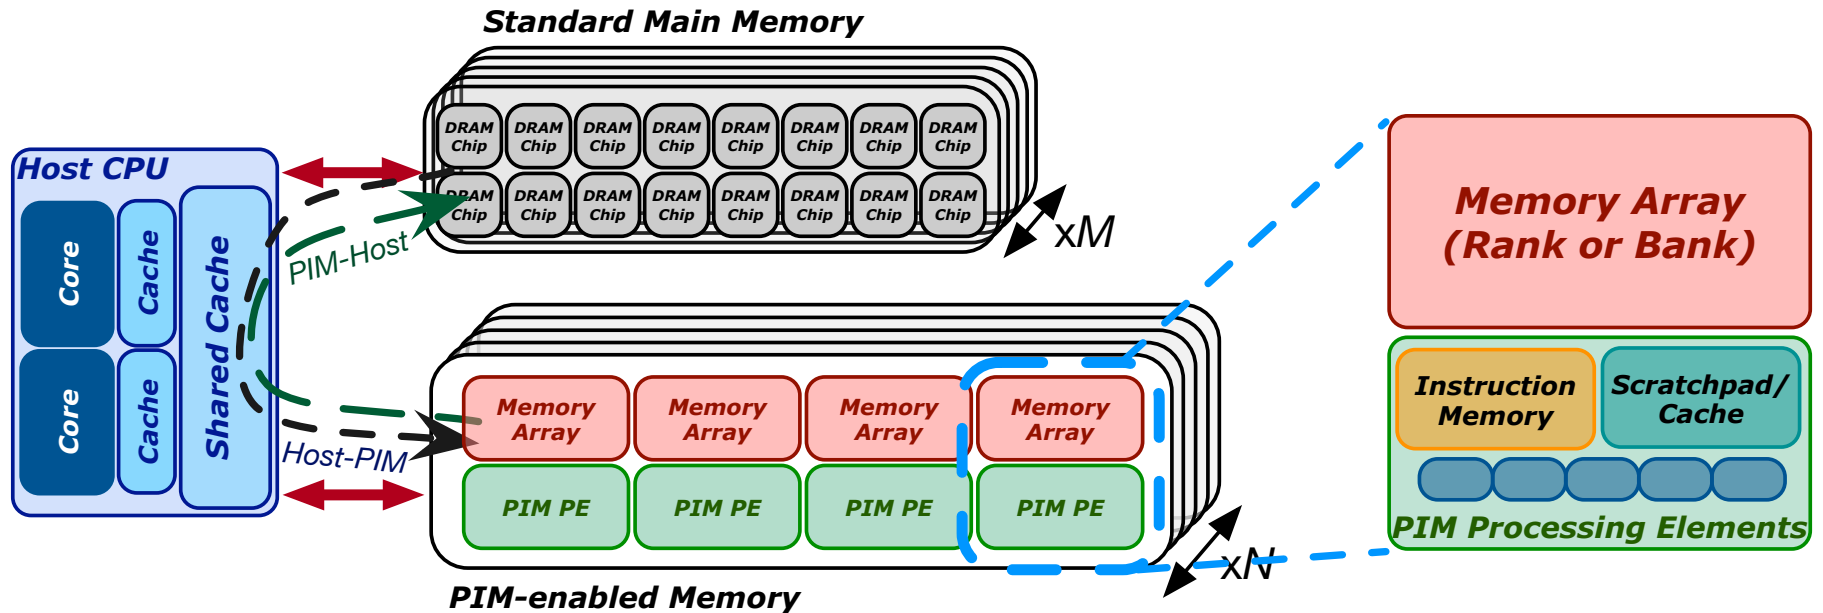 Standard Main Memory
DRAM Chip DRAM Chip DRAM Chip DRAM Chip DRAM Chip DRAM Chip DRAM Chip DRAM Chip
DRAM Chip DRAM Chip DRAM Chip DRAM Chip DRAM Chip DRAM Chip DRAM Chip DRAM Chip
xM
Host CPU
Core
Cache
Core
Cache
Shared Cache
PIM-Host
Host-PIM
Memory Array
Memory Array
Memory Array
Memory Array
PIM PE
PIM PE
PIM PE
PIM PE
xN
PIM-enabled Memory
Memory Array
(Rank or Bank)
Instruction
Memory
Scratchpad/
Cache
PIM Processing Elements